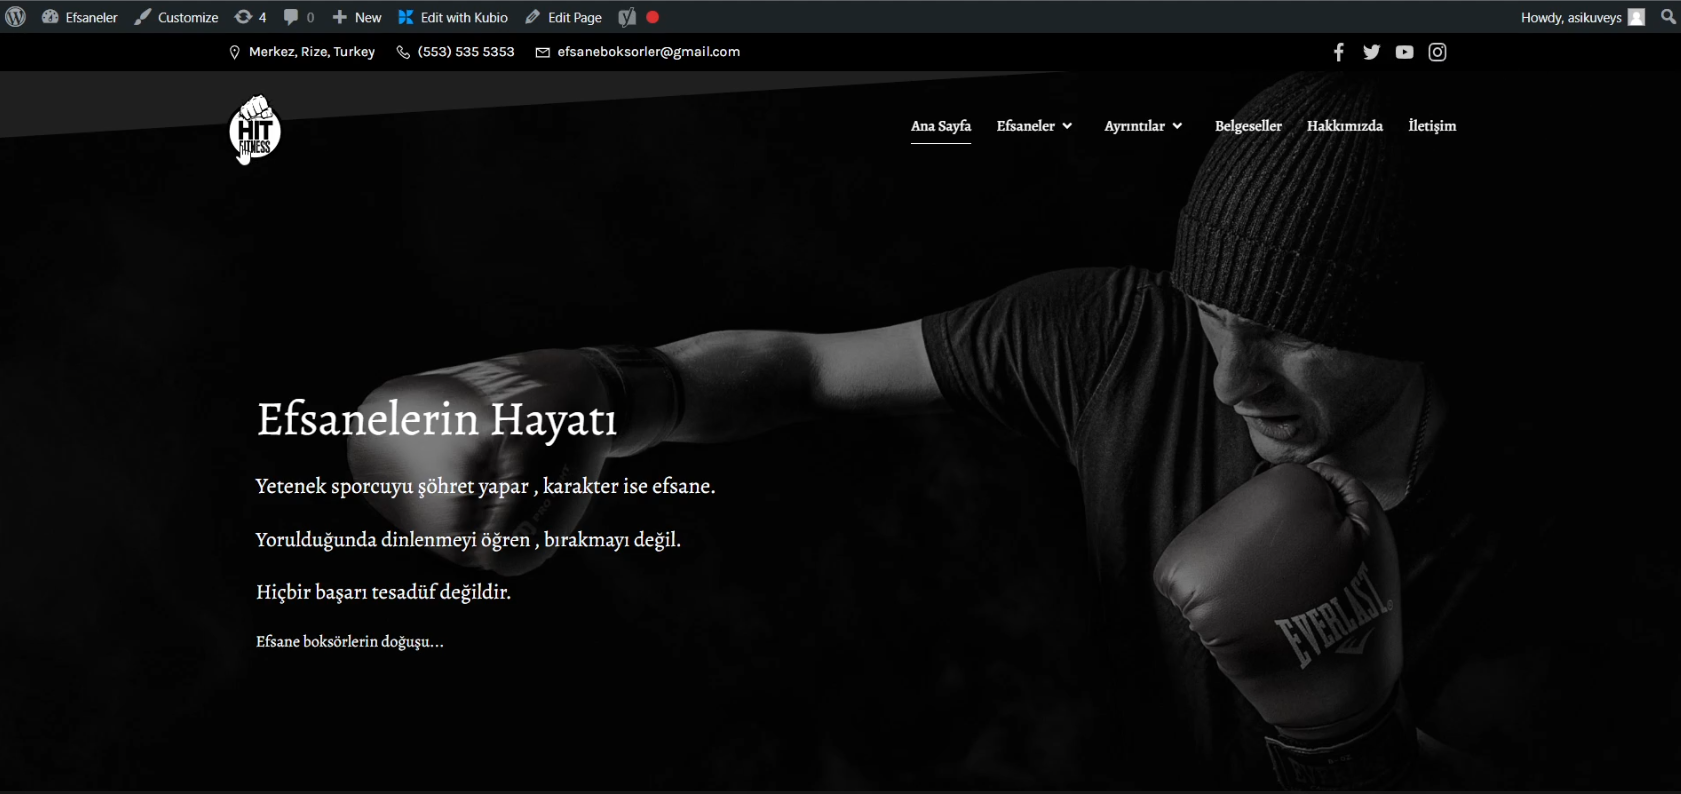 Efsaneler Customize 4 0 New Edit with Kubio Edit Page Howdy, asikuveys
Merkez, Rize, Turkey (553) 535 5353 efsaneboksorler@gmail.com
HIT
FITNESS
Ana Sayfa Efsaneler Ayrıntılar Belgeseller Hakkımızda İletişim
Efsanelerin Hayatı
Yetenek sporcuyu şöhret yapar , karakter ise efsane.
Yorulduğunda dinlenmeyi öğren , bırakmayı değil.
Hiçbir başarı tesadüf değildir.
Efsane boksörlerin doğuşu...
EVERLAST